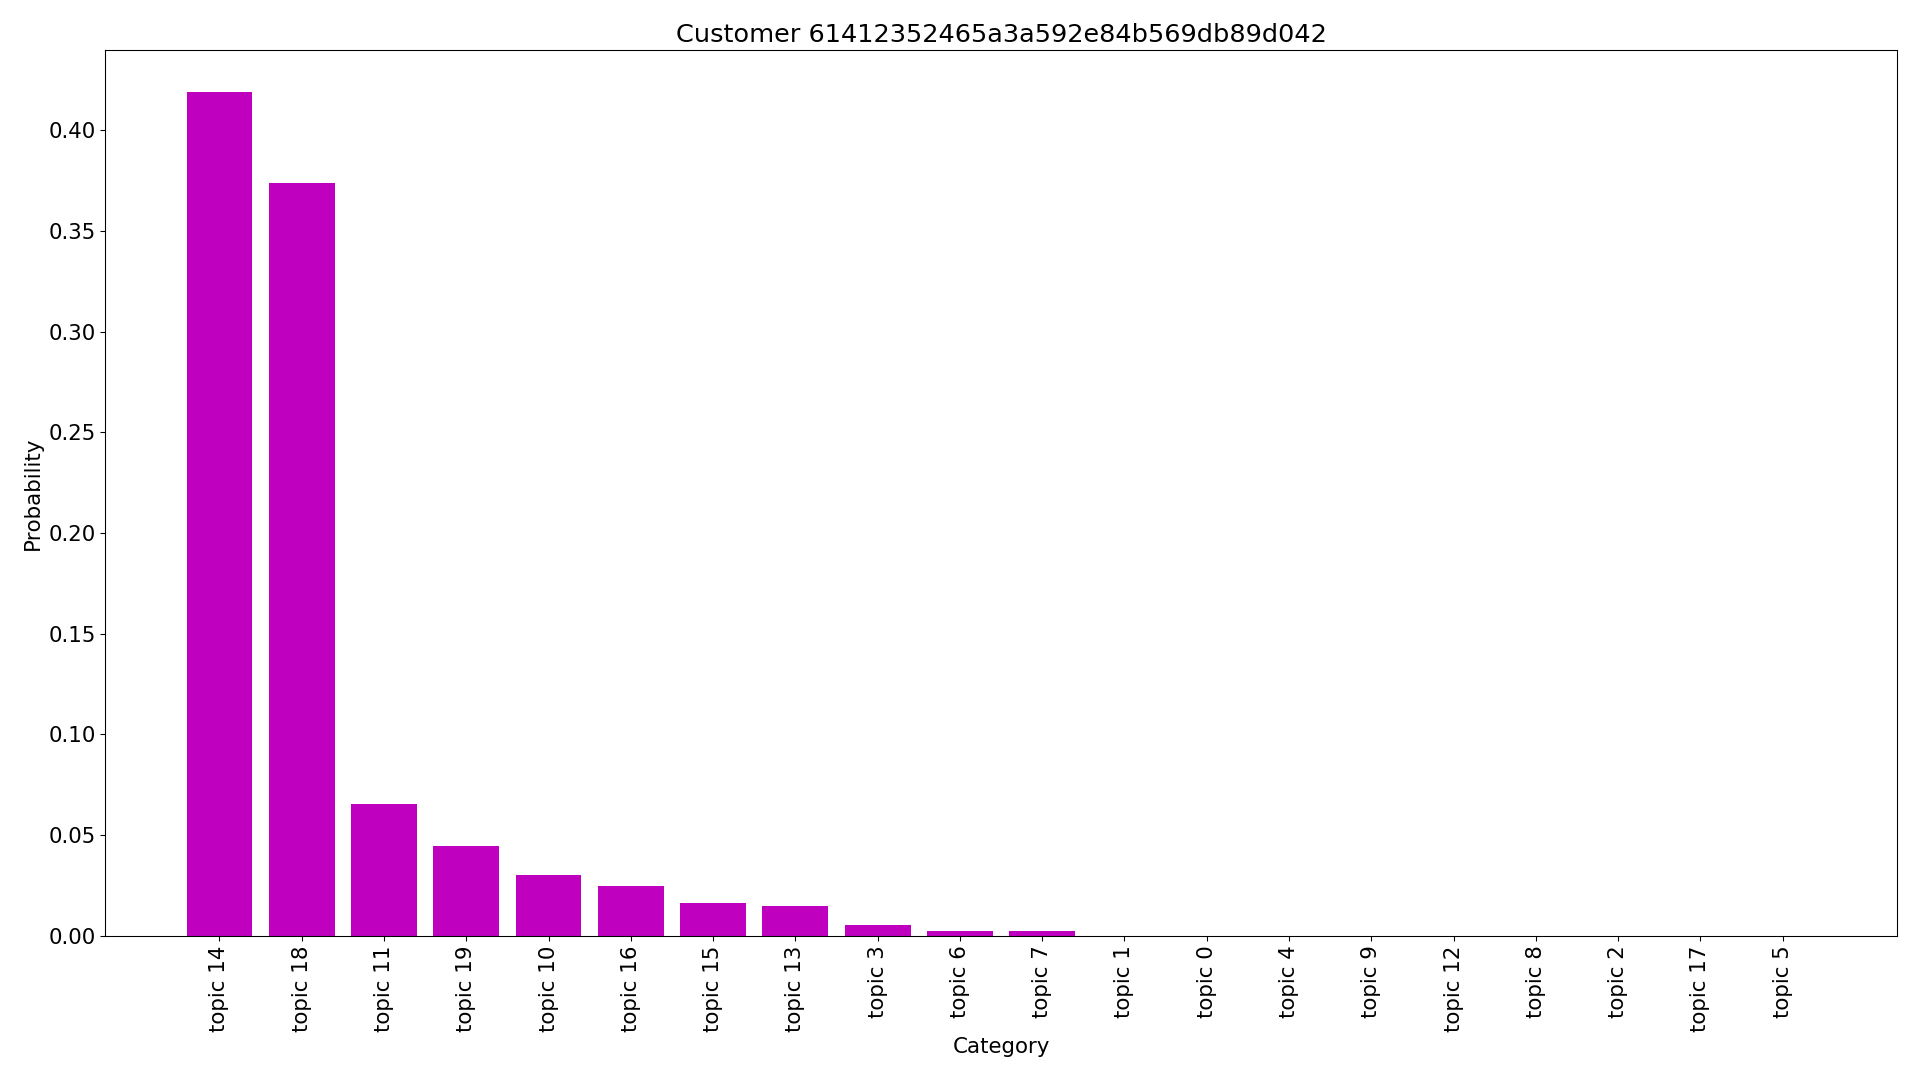 Customer 61412352465a3a592e84b569db89d042
Probability
0.40
0.35
0.30
0.25
0.20
0.15
0.10
0.05
0.00
topic 14
topic 18
topic 11
topic 19
topic 10
topic 16
topic 15
topic 13
topic 3
topic 6
topic 7
topic 1
topic 0
topic 4
topic 9
topic 12
topic 8
topic 2
topic 17
topic 5
Category